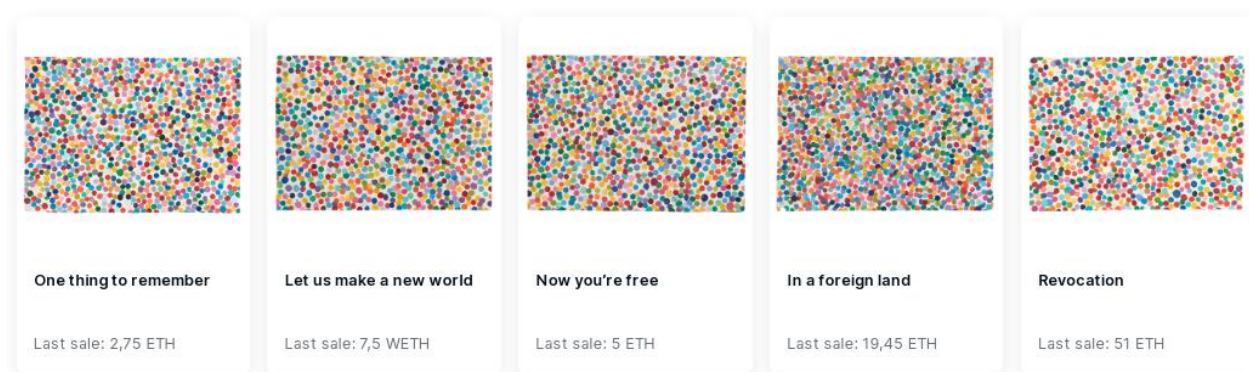 One thing to remember
Last sale: 2,75 ETH
Let us make a new world
Last sale: 7,5 WETH
Now you’re free
Last sale: 5 ETH
In a foreign land
Last sale: 19,45 ETH
Revocation
Last sale: 51 ETH